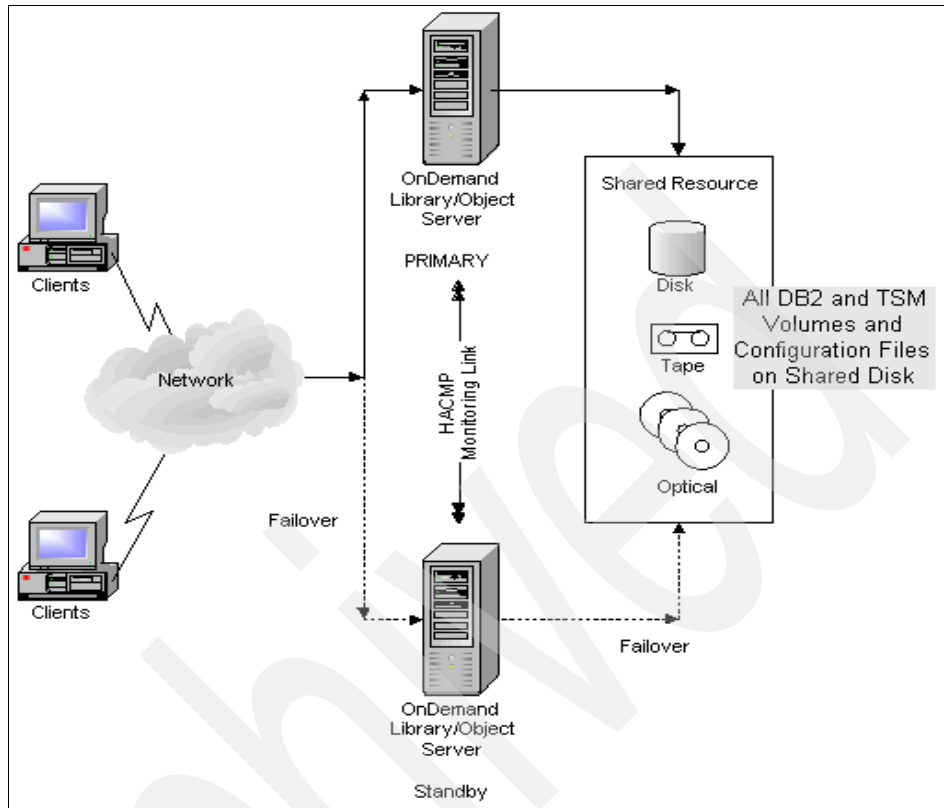 OnDemand
Library/Object
Server
PRIMARY
Shared Resource
Disk
Tape
Optical
All DB2 and TSM
Volumes and
Configuration Files
on Shared Disk
Clients
Network
HACMP
Monitoring Link
Clients
Failover
Failover
OnDemand
Library/Object
Server
Standby
hived